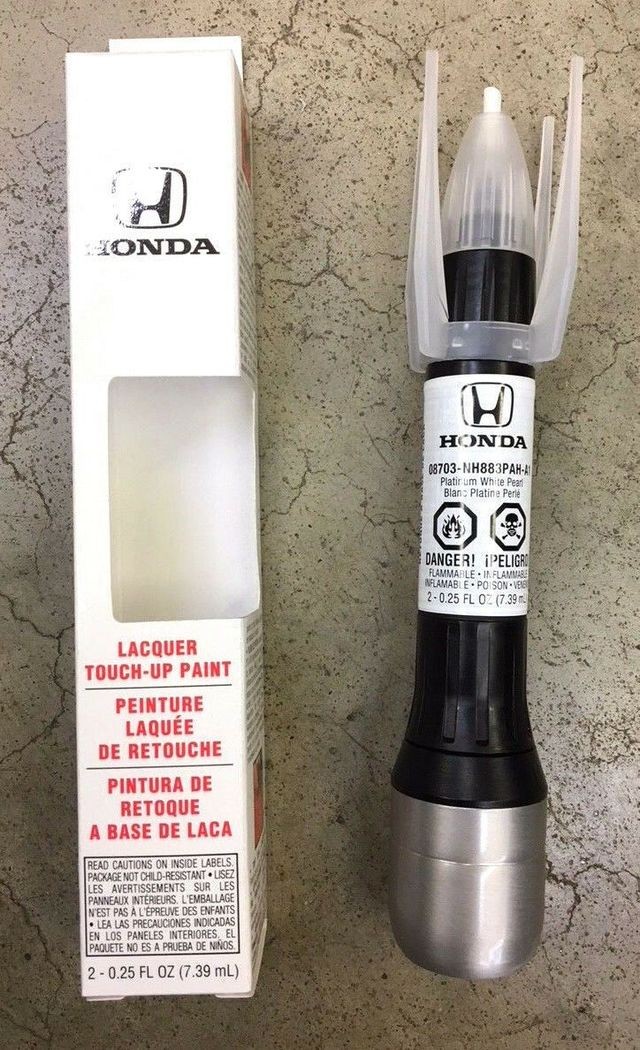 HONDA
LACQUER
TOUCH-UP PAINT
PEINTURE
LAQUÉE
DE RETOUCHE
PINTURA DE
RETOQUE
A BASE DE LACA
READ CAUTIONS ON INSIDE LABELS.
PACKAGE NOT CHILD-RESISTANT • LISEZ
LES AVERTISSEMENTS SUR LES
PANNEAUX INTÉRIEURS. L'EMBALLAGE
N'EST PAS À L'ÉPREUVE DES ENFANTS
• LEA LAS PRECAUCIONES INDICADAS
EN LOS PANELES INTERIORES. EL
PAQUETE NO ES A PRUEBA DE NIÑOS.
2 - 0.25 FL OZ (7.39 mL)
HONDA
08703-NH883PAH-A1
Platinum White Pearl
Blanc Platine Perlé
DANGER! ¡PELIGRO
FLAMMABLE • INFLAMMABLE
INFLAMABLE • POISON • VENEN
2 - 0.25 FL OZ (7.39 mL